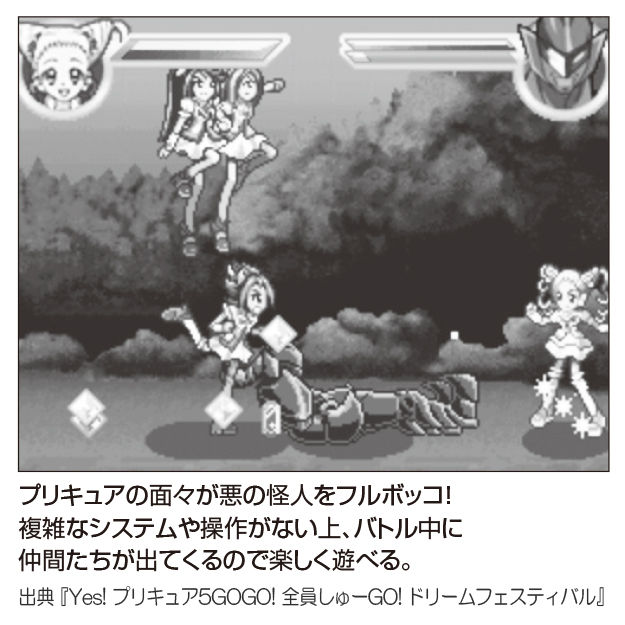 プリキュアの面々が悪の怪人をフルボッコ!
複雑なシステムや操作がない上、バトル中に
仲間たちが出てくるので楽しく遊べる。
出典『Yes! プリキュア5GOGO! 全員しゅーGO! ドリームフェスティバル』